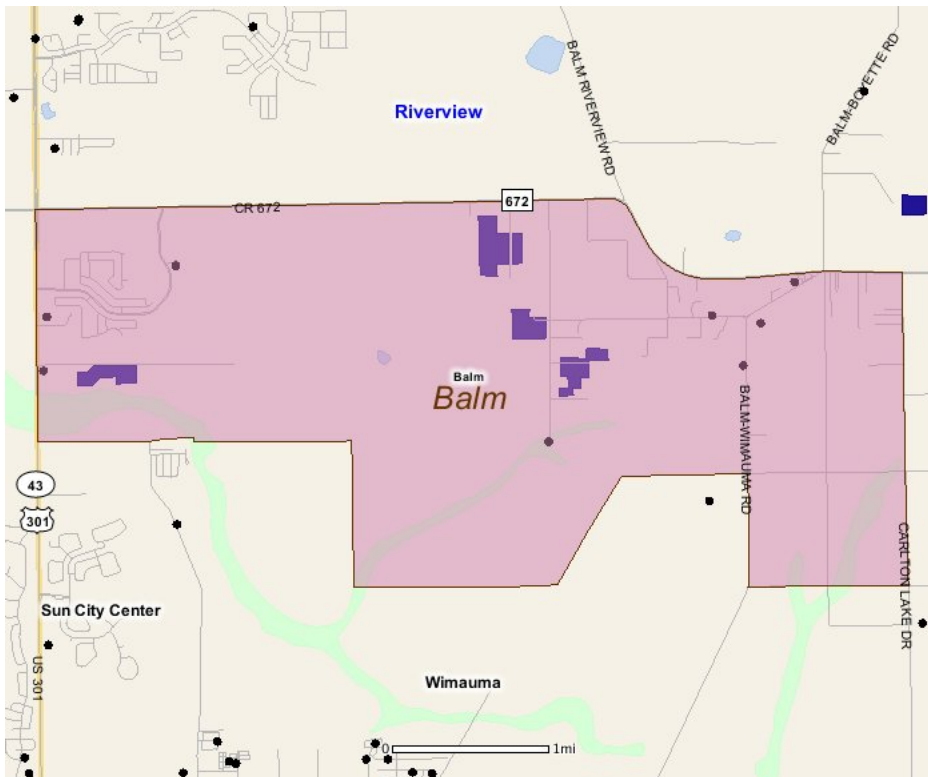 BALM RIVERVIEW RD
BALM-BOYETTE RD
Riverview
672
CR 672
Balm
Balm
BALM-WIMAUMA RD
43
301
CARLTON LAKE DR
Sun City Center
US 301
Wimauma
0 1mi